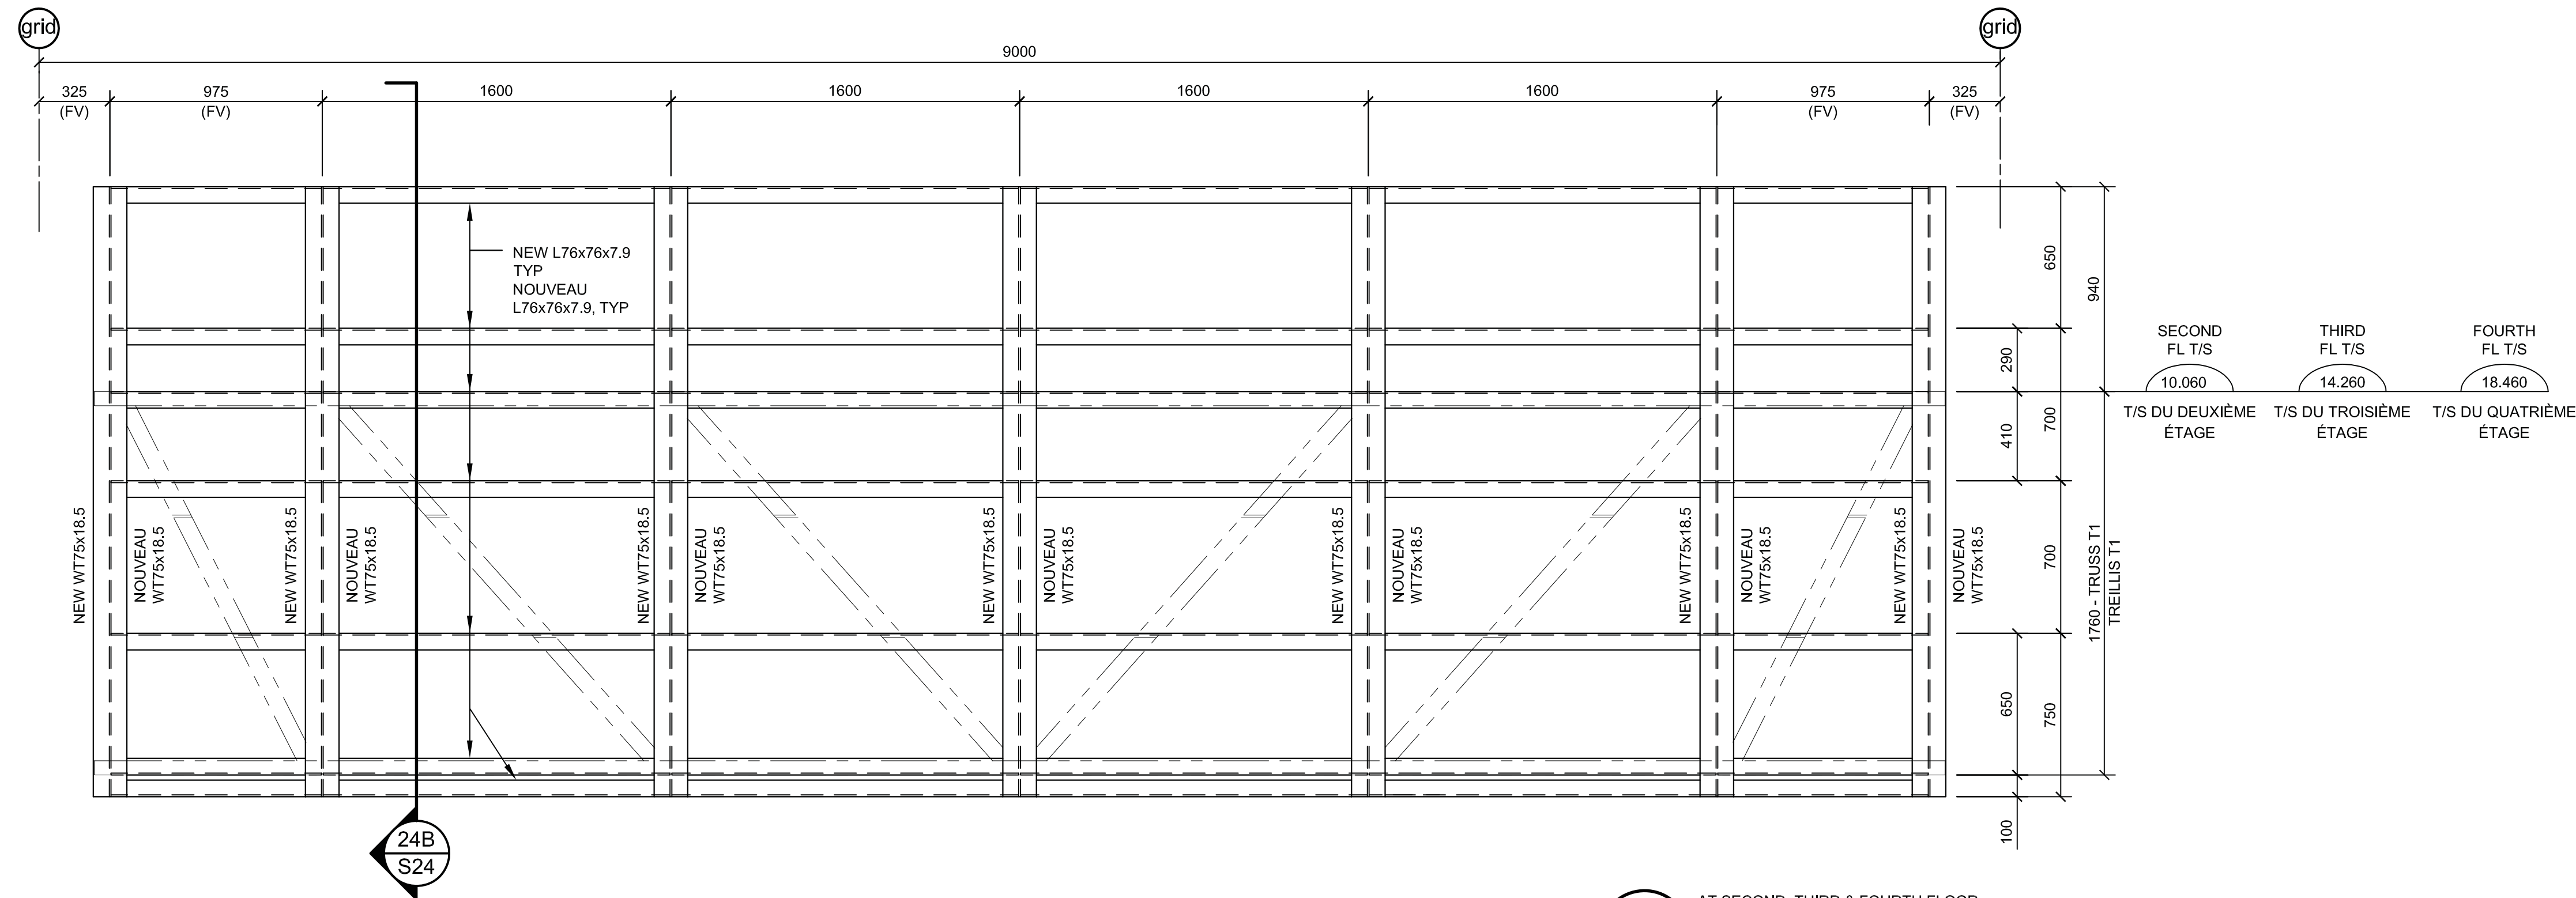 grid
grid
9000
325
(FV)
975
(FV)
1600
1600
1600
1600
975
(FV)
325
(FV)
NEW L76x76x7.9
TYP
NOUVEAU
L76x76x7.9, TYP
NEW WT75x18.5
NOUVEAU
WT75x18.5
NEW WT75x18.5
NOUVEAU
WT75x18.5
NEW WT75x18.5
NOUVEAU
WT75x18.5
NEW WT75x18.5
NOUVEAU
WT75x18.5
NEW WT75x18.5
NOUVEAU
WT75x18.5
NEW WT75x18.5
NOUVEAU
WT75x18.5
NEW WT75x18.5
NOUVEAU
WT75x18.5
290
410
650
100
650
700
700
750
940
1760 - TRUSS T1
TREILLIS T1
SECOND
FL T/S
10.060
T/S DU DEUXIÈME
ÉTAGE
THIRD
FL T/S
14.260
T/S DU TROISIÈME
ÉTAGE
FOURTH
FL T/S
18.460
T/S DU QUATRIÈME
ÉTAGE
24B
S24
AT SECOND, THIRD & FOURTH FLOOR